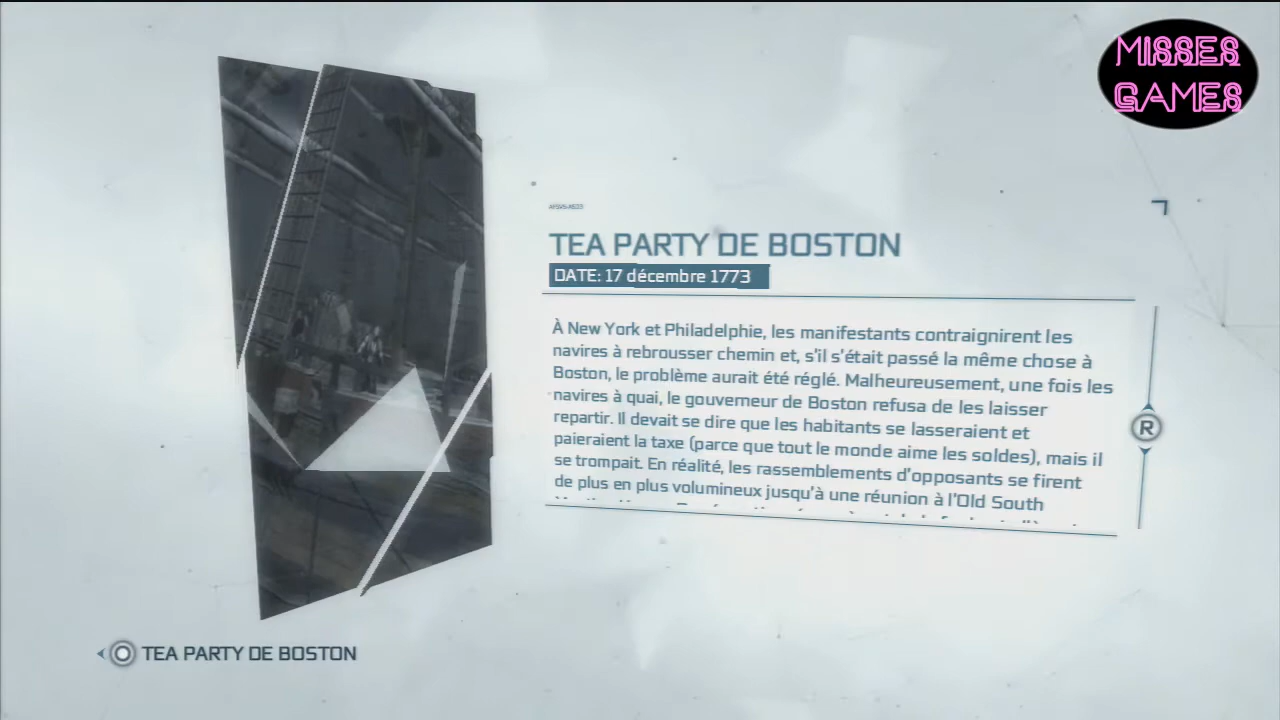 MISSES
GAMES
TEA PARTY DE BOSTON
DATE: 17 décembre 1773
À New York et Philadelphie, les manifestants contraignirent les
navires à rebrousser chemin et, s'il s'était passé la même chose à
Boston, le problème aurait été réglé. Malheureusement, une fois les
navires à quai, le gouverneur de Boston refusa de les laisser
repartir. Il devait se dire que les habitants se lasseraient et
paieraient la taxe (parce que tout le monde aime les soldes), mais il
se trompait. En réalité, les rassemblements d'opposants se firent
de plus en plus volumineux jusqu'à une réunion à l'Old South
R
TEA PARTY DE BOSTON